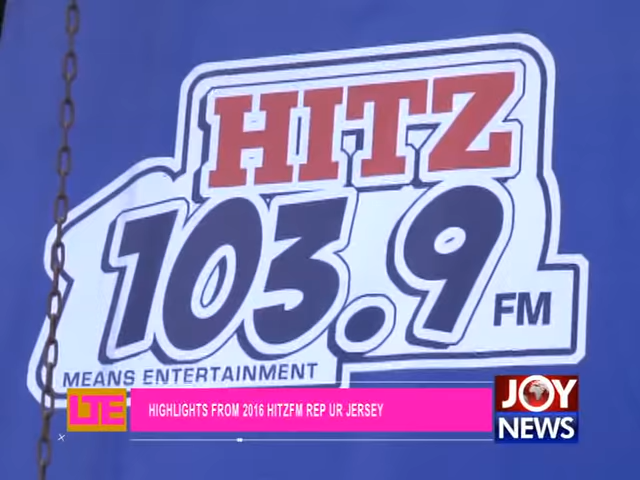 HITZ
103.9 FM
MEANS ENTERTAINMENT
LTE HIGHLIGHTS FROM 2016 HITZFM REP UR JERSEY
JOY
NEWS